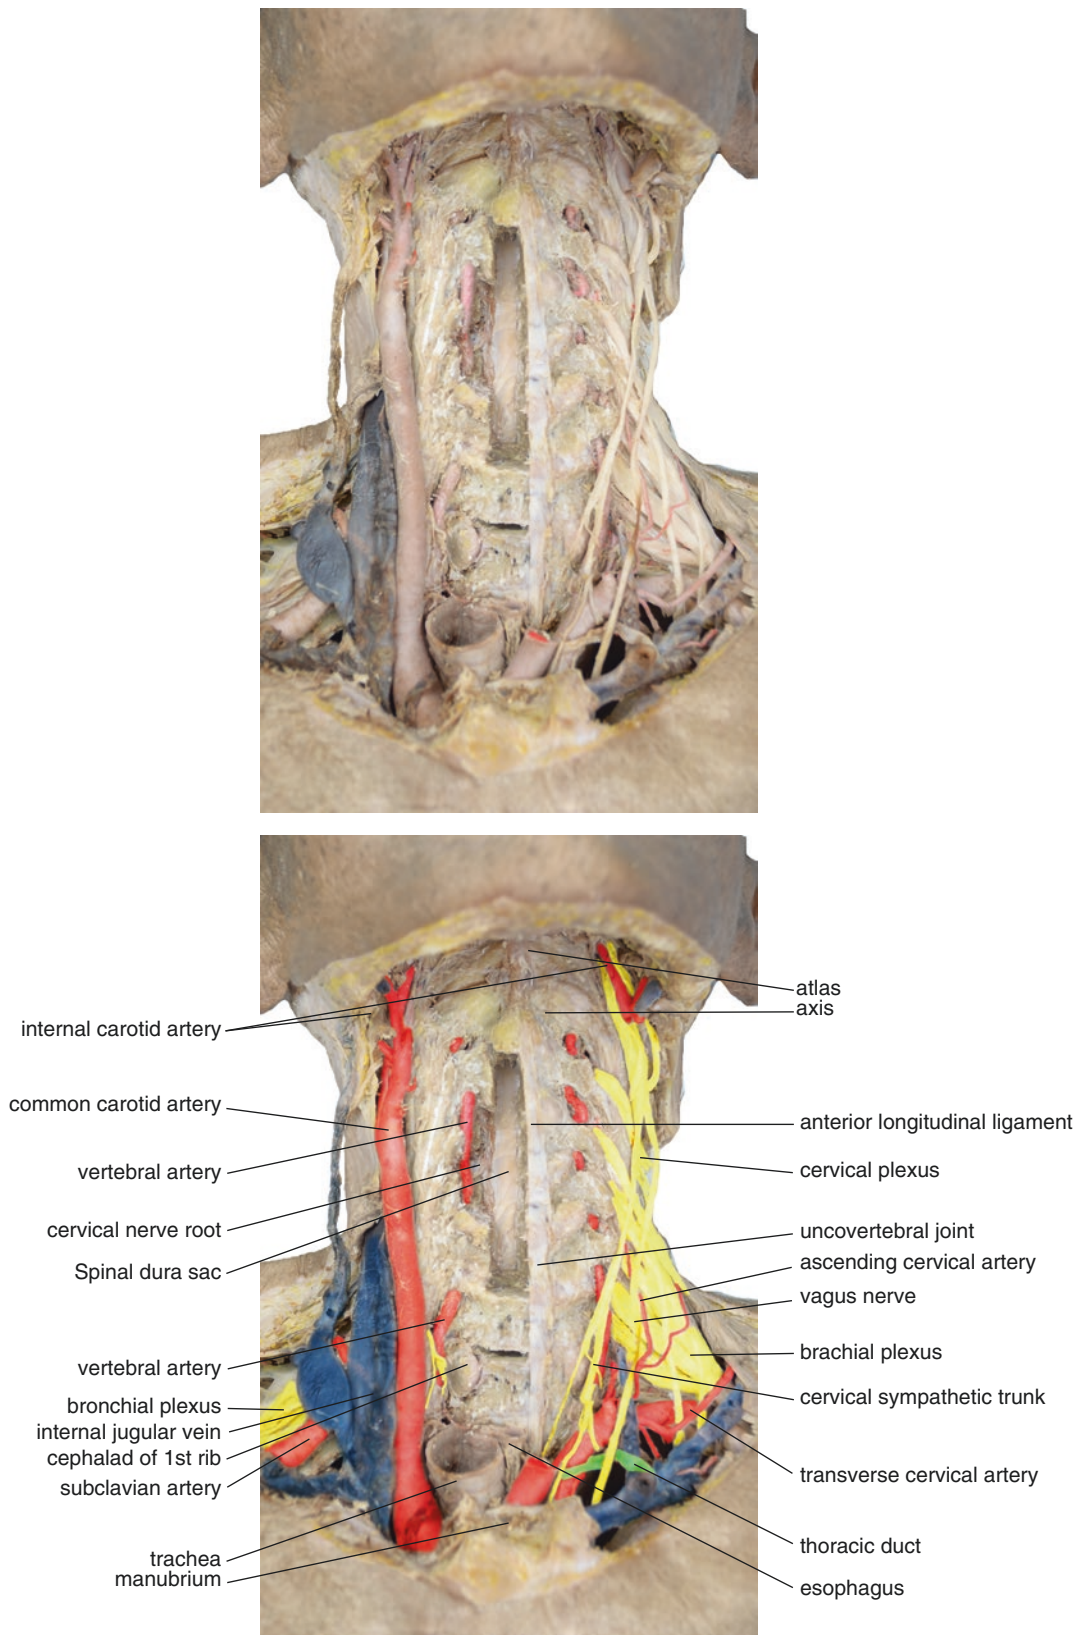 internal carotid artery
common carotid artery
vertebral artery
cervical nerve root
Spinal dura sac
vertebral artery
bronchial plexus
internal jugular vein
cephalad of 1st rib
subclavian artery
trachea
manubrium
atlas
axis
anterior longitudinal ligament
cervical plexus
uncovertebral joint
ascending cervical artery
vagus nerve
brachial plexus
cervical sympathetic trunk
transverse cervical artery
thoracic duct
esophagus